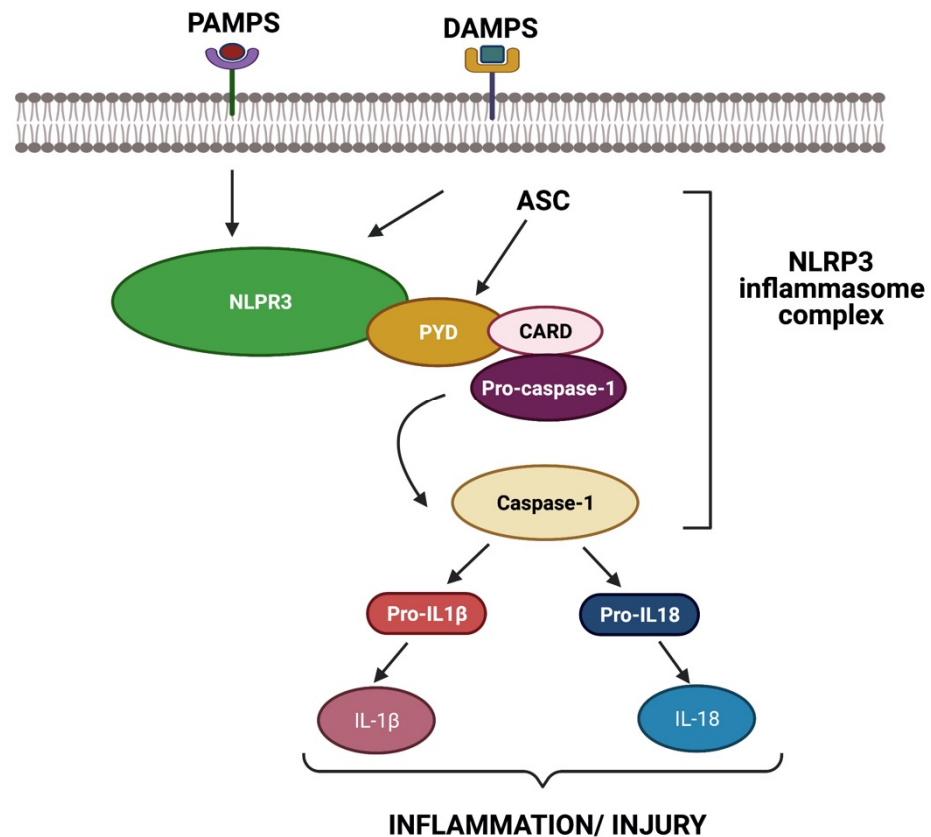 PAMPS
DAMPS
ASC
NLRP3
inflammasome
complex
NLPR3
PYD
CARD
Pro-caspase-1
Caspase-1
Pro-IL1β
Pro-IL18
IL-1β
IL-18
INFLAMMATION/ INJURY